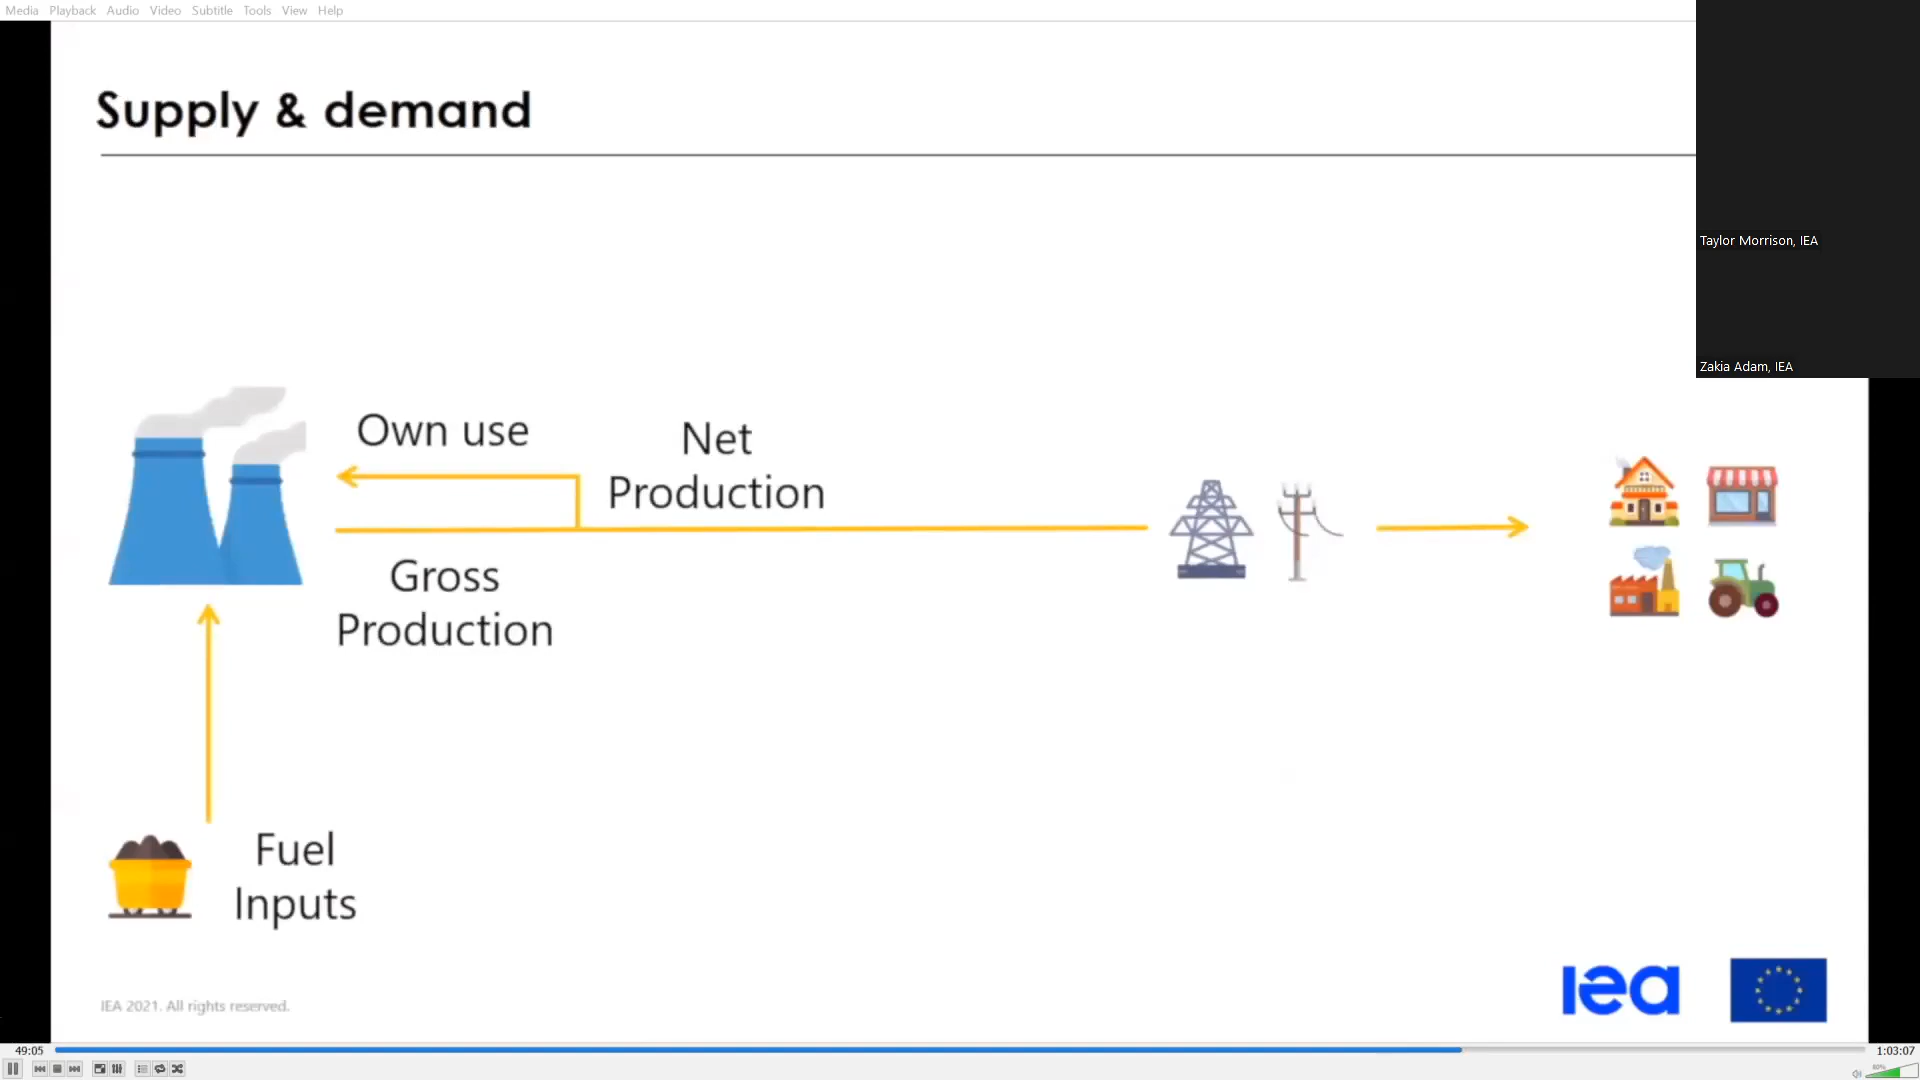 Media Playback Audio Video Subtitle Tools View Help
Supply & demand
Taylor Morrison, IEA
Zakia Adam, IEA
Own use
Net
Production
Gross
Production
Fuel
Inputs
iea
IEA 2021. All rights reserved.
49:05
1:03:07
80%